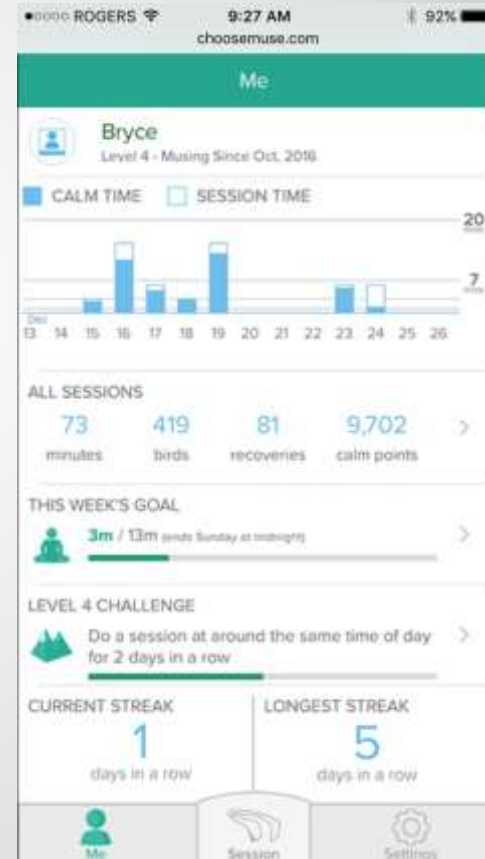 ROGERS 9:27 AM 92%
choosemuse.com
Me
Bryce
Level 4 - Musing Since Oct, 2016
CALM TIME SESSION TIME
20
7
Dec
13 14 15 16 17 18 19 20 21 22 23 24 25 26
ALL SESSIONS
73 419 81 9,702
minutes birds recoveries calm points
THIS WEEK'S GOAL
3m / 13m (ends Sunday at midnight)
LEVEL 4 CHALLENGE
Do a session at around the same time of day
for 2 days in a row
CURRENT STREAK LONGEST STREAK
1 5
days in a row days in a row
Me Session Settings